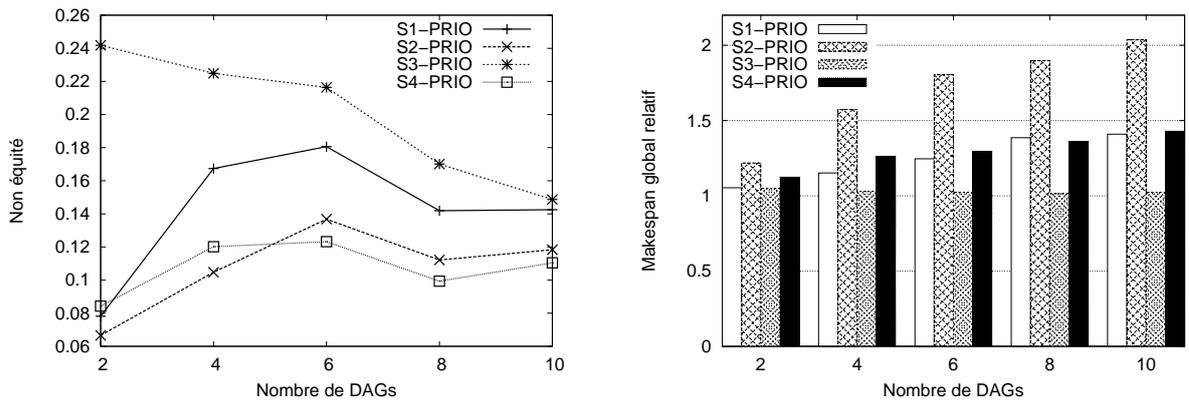 0.26
0.24
0.22
0.2
0.18
0.16
0.14
0.12
0.1
0.08
0.06
Non équité
S1−PRIO
S2−PRIO
S3−PRIO
S4−PRIO
2 4 6 8 10
Nombre de DAGs
2
1.5
1
0.5
0
Makespan global relatif
S1−PRIO
S2−PRIO
S3−PRIO
S4−PRIO
2 4 6 8 10
Nombre de DAGs